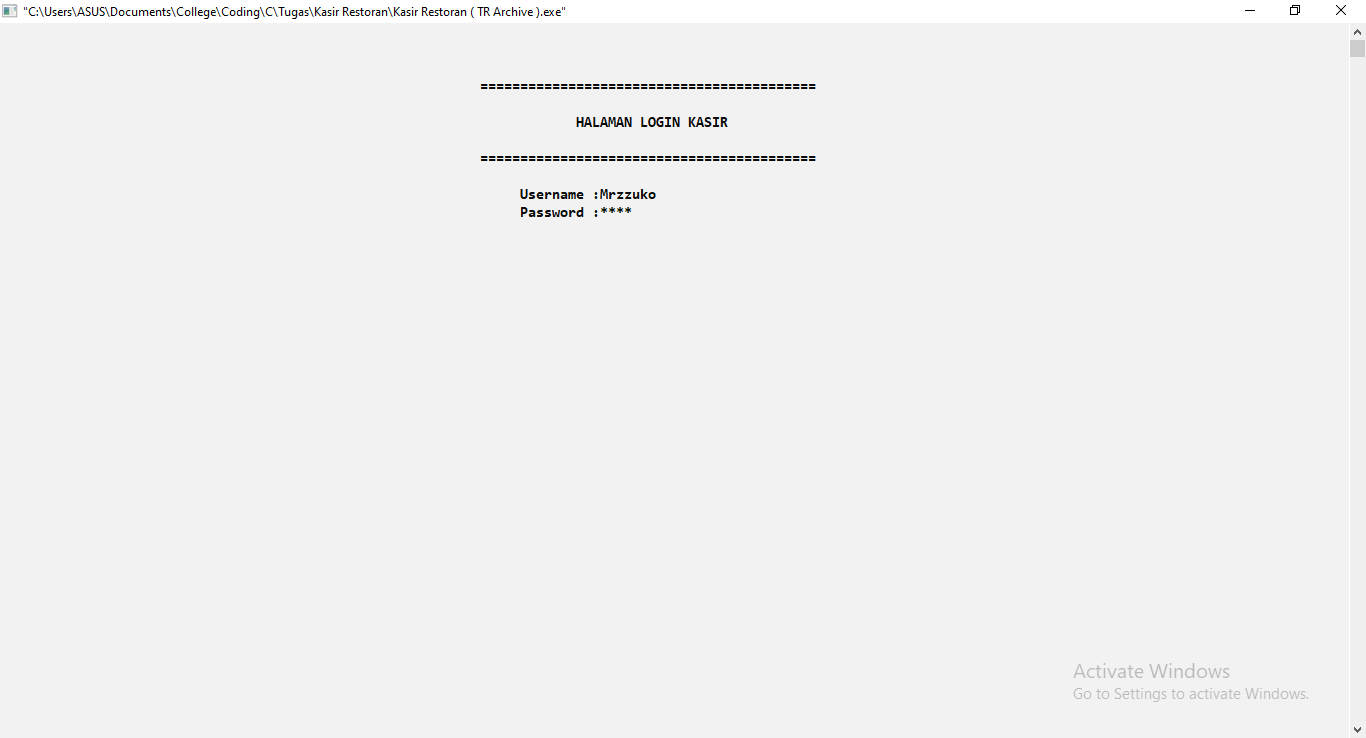 "C:\Users\ASUS\Documents\College\Coding\C\Tugas\Kasir Restoran\Kasir Restoran ( TR Archive ).exe"
==========================================
HALAMAN LOGIN KASIR
==========================================
Username :Mrzzuko
Password :****
Activate Windows
Go to Settings to activate Windows.